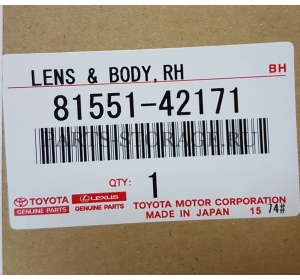 LENS & BODY, RH BH
81551-42171
PARTS-STORAGE.RU
QTY: 1
TOYOTA LEXUS
GENUINE PARTS GENUINE PARTS
TOYOTA MOTOR CORPORATION
MADE IN JAPAN 15 74#